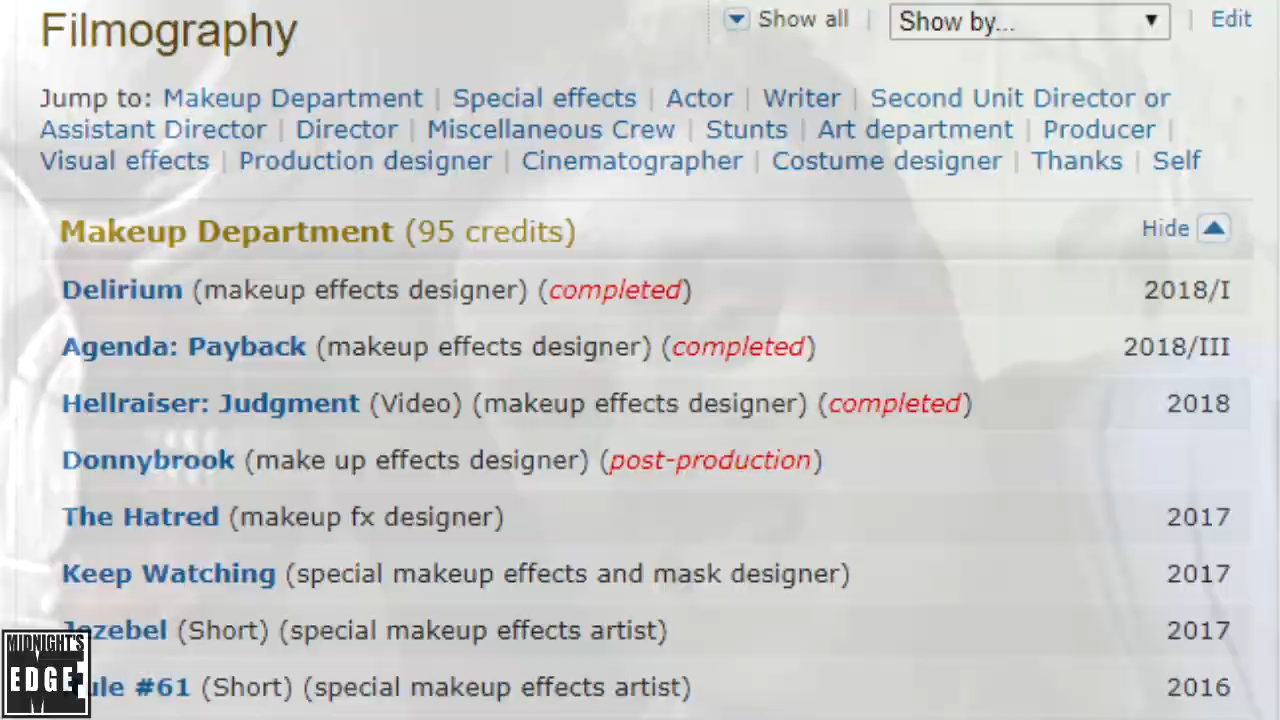 Filmography
Show all | Show by... | Edit
Jump to: Makeup Department | Special effects | Actor | Writer | Second Unit Director or
Assistant Director | Director | Miscellaneous Crew | Stunts | Art department | Producer |
Visual effects | Production designer | Cinematographer | Costume designer | Thanks | Self
Makeup Department (95 credits) Hide
Delirium (makeup effects designer) (completed) 2018/I
Agenda: Payback (makeup effects designer) (completed) 2018/III
Hellraiser: Judgment (Video) (makeup effects designer) (completed) 2018
Donnybrook (make up effects designer) (post-production)
The Hatred (makeup fx designer) 2017
Keep Watching (special makeup effects and mask designer) 2017
Jezebel (Short) (special makeup effects artist) 2017
ule #61 (Short) (special makeup effects artist) 2016
MIDNIGHT'S
EDGE